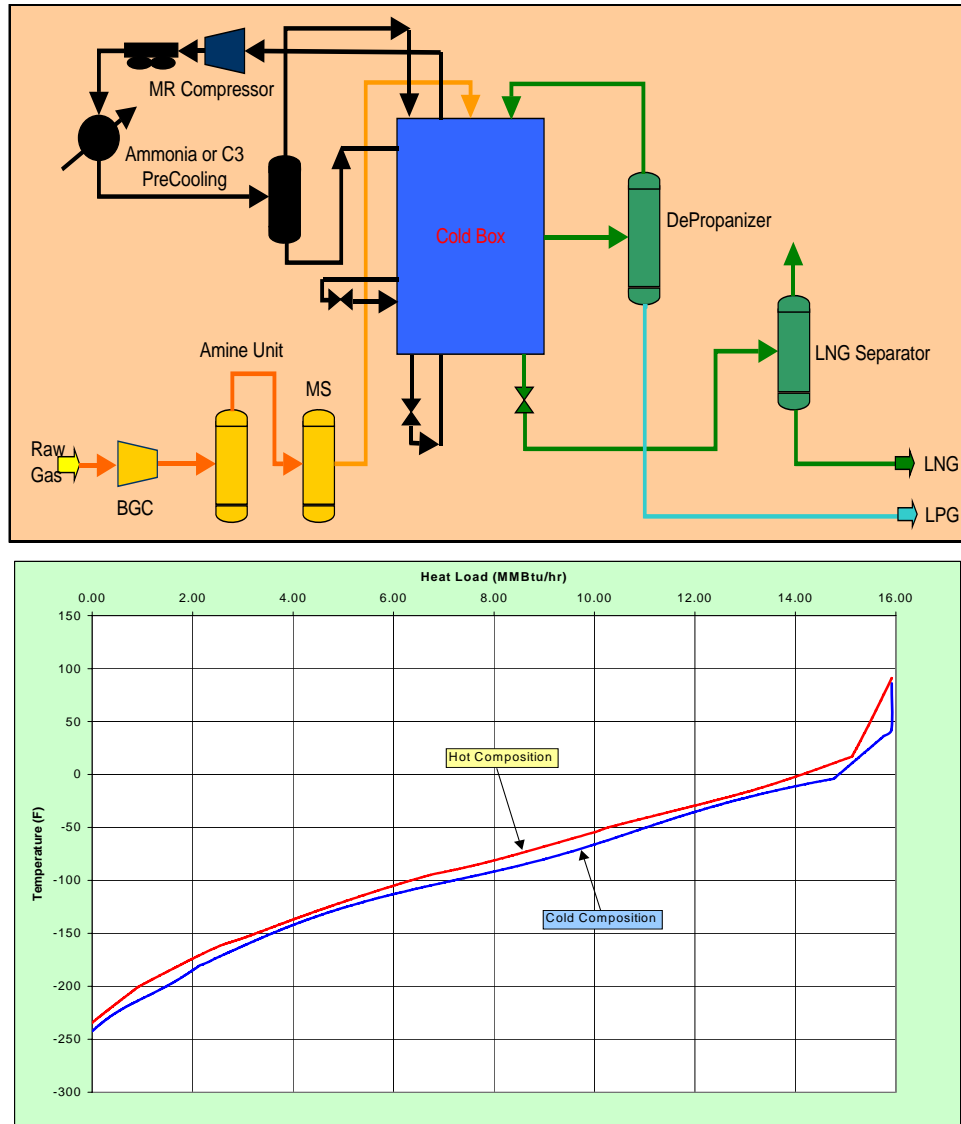 MR Compressor
Ammonia or C3
PreCooling
Cold Box
DePropanizer
LNG Separator
Amine Unit
MS
Raw
Gas
BGC
LNG
LPG
Heat Load (MMBtu/hr)
0.00 2.00 4.00 6.00 8.00 10.00 12.00 14.00 16.00
150
100
50
0
-50
-100
-150
-200
-250
-300
Temperature (F)
Hot Composition
Cold Composition